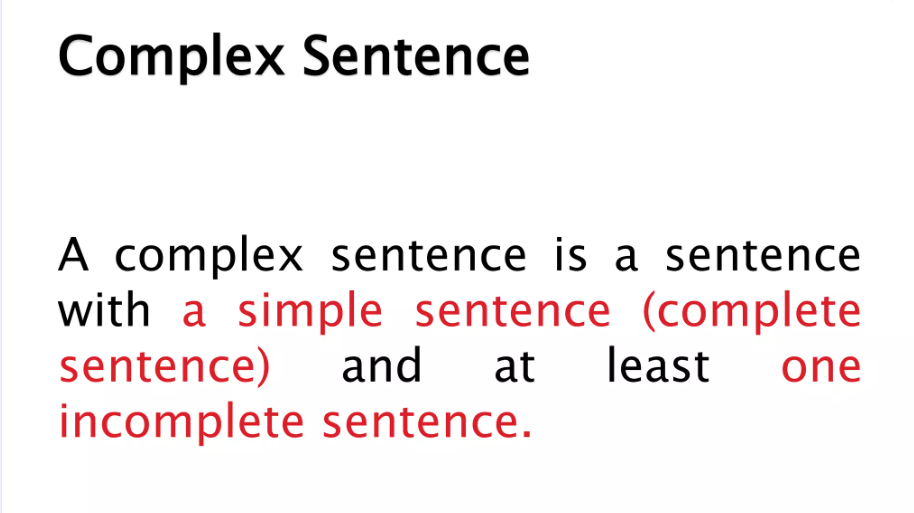 Complex Sentence
A complex sentence is a sentence
with a simple sentence (complete
sentence) and at least one
incomplete sentence.